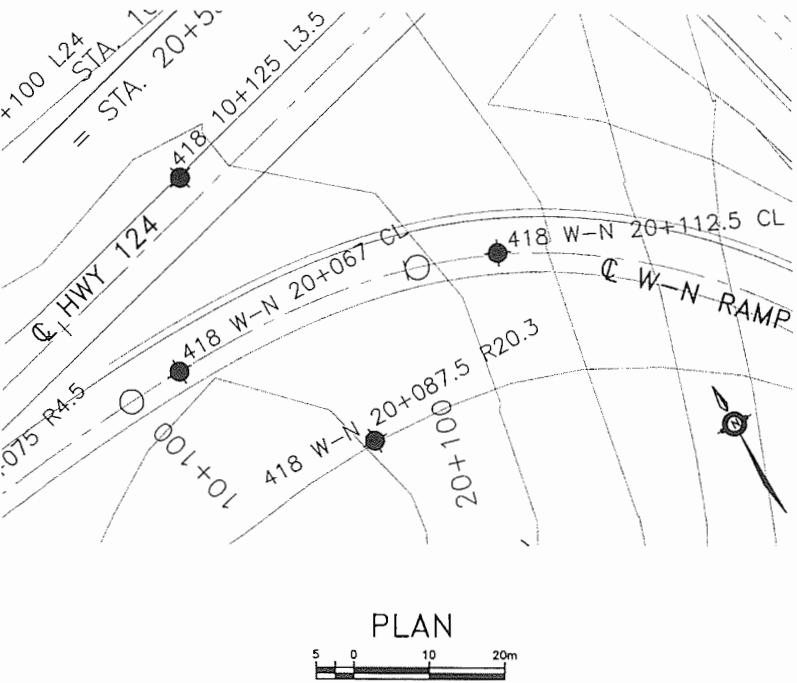 +100 L24
STA.
= STA. 20+5
418 10+125 L3.5
℄ HWY 124
418 W-N 20+067 CL
418 W-N 20+112.5 CL
℄ W-N RAMP
075 R4.5
418 W-N 20+087.5 R20.3
10+100
20+100
N
PLAN
5 0 10 20m